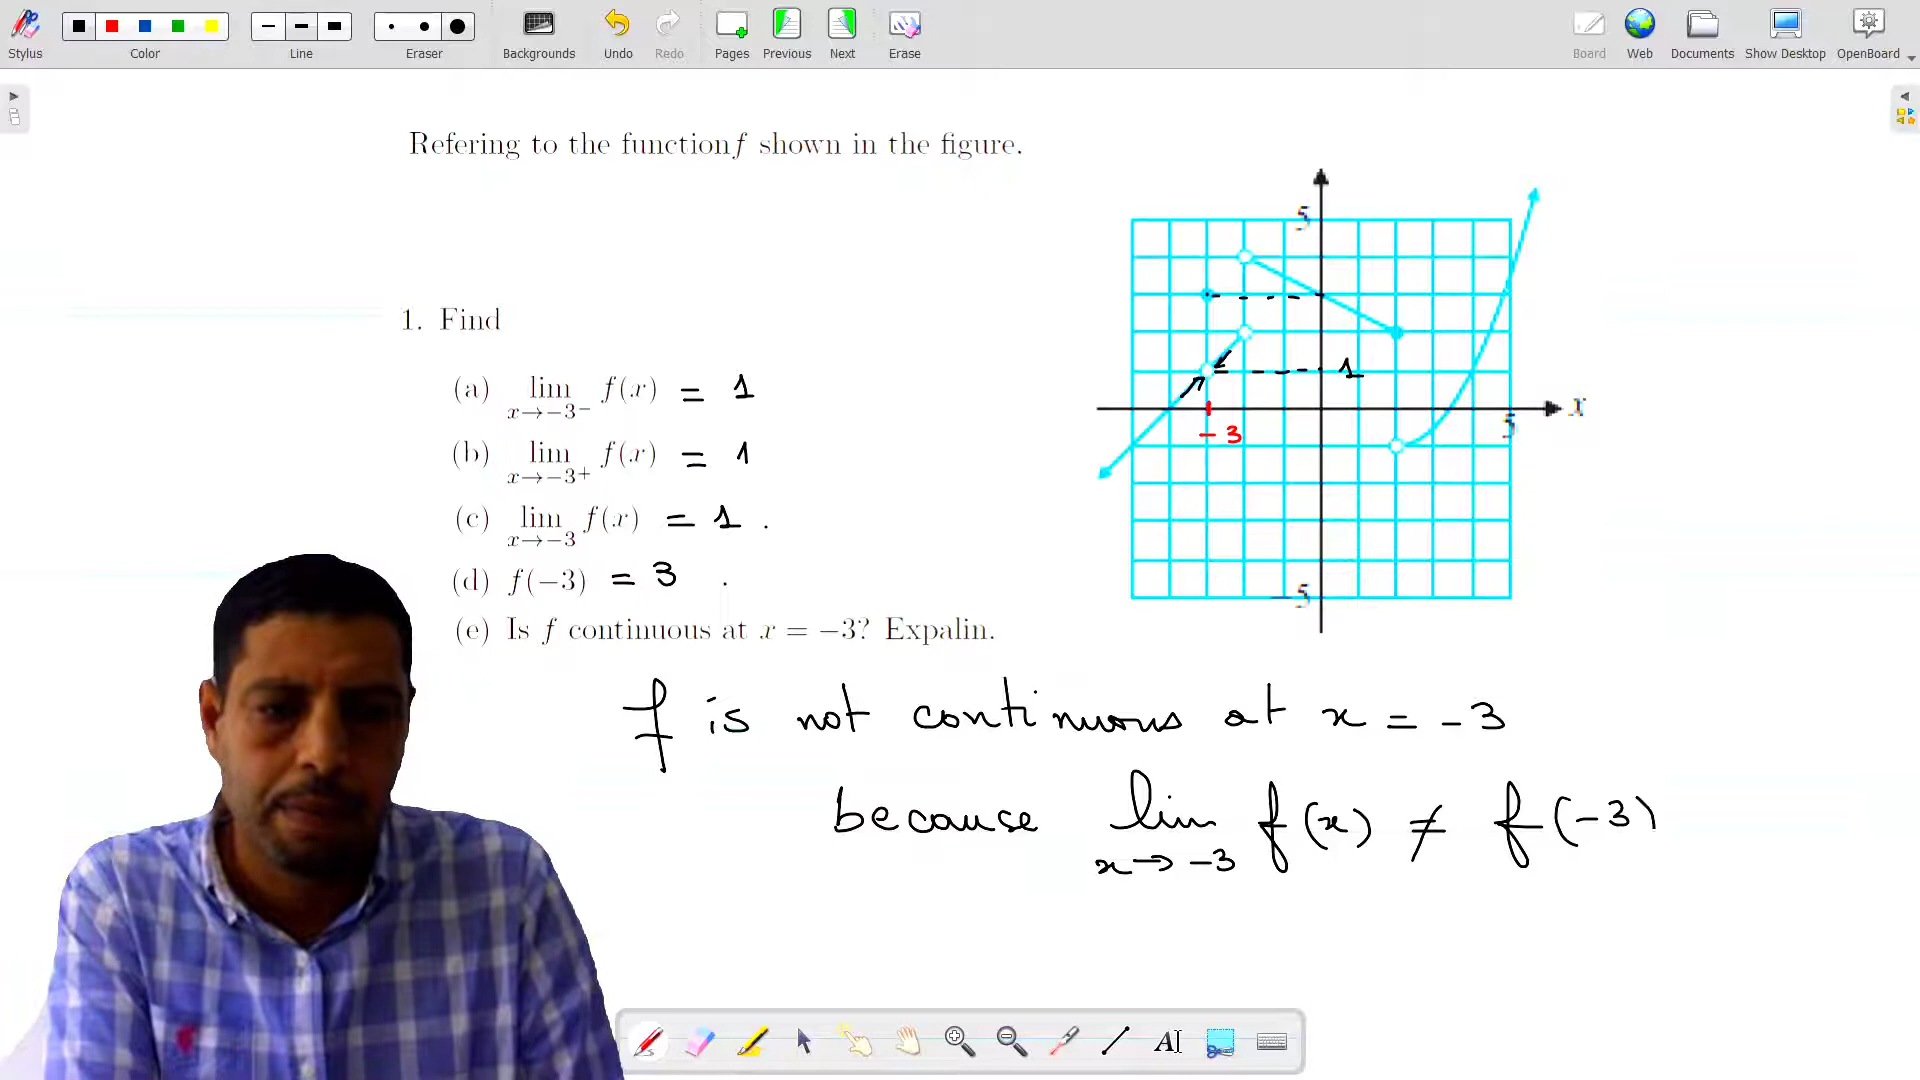 Stylus
Color
Line
Eraser
Backgrounds
Undo
Redo
Pages
Previous
Next
Erase
Board
Web
Documents
Show Desktop
OpenBoard
Refering to the function f shown in the figure.
1. Find
(a) lim x→−3⁻ f(x) = 1
(b) lim x→−3⁺ f(x) = 1
(c) lim x→−3 f(x) = 1 .
(d) f(−3) = 3 .
(e) Is f continuous at x = −3? Expalin.
5
1
x
5
-3
−5
f is not continuous at x = -3
because lim x→-3 f(x) ≠ f(-3)
AI